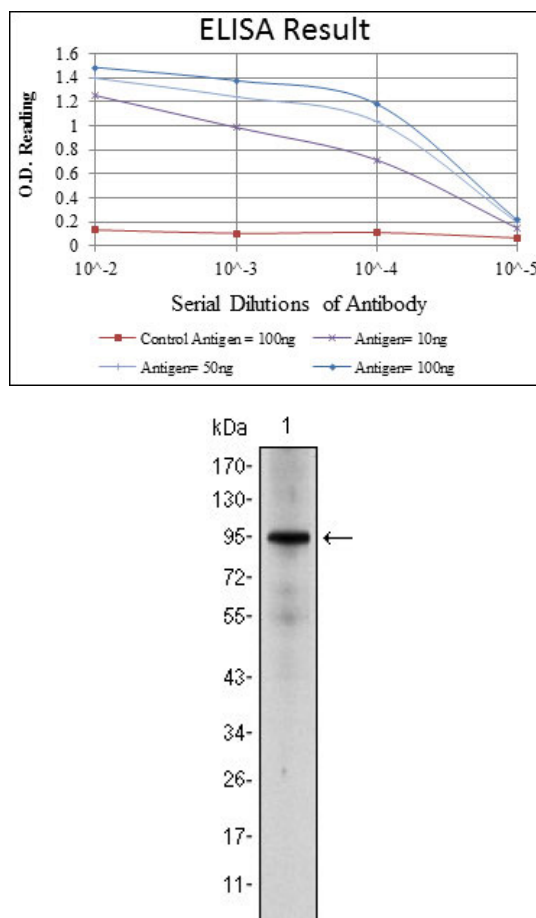 ELISA Result
1.6
1.4
1.2
1
0.8
0.6
0.4
0.2
0
O.D. Reading
10^-2 10^-3 10^-4 10^-5
Serial Dilutions of Antibody
Control Antigen = 100ng Antigen= 10ng
Antigen= 50ng Antigen= 100ng
kDa 1
170-
130-
95-
72-
55-
43-
34-
26-
17-
11-